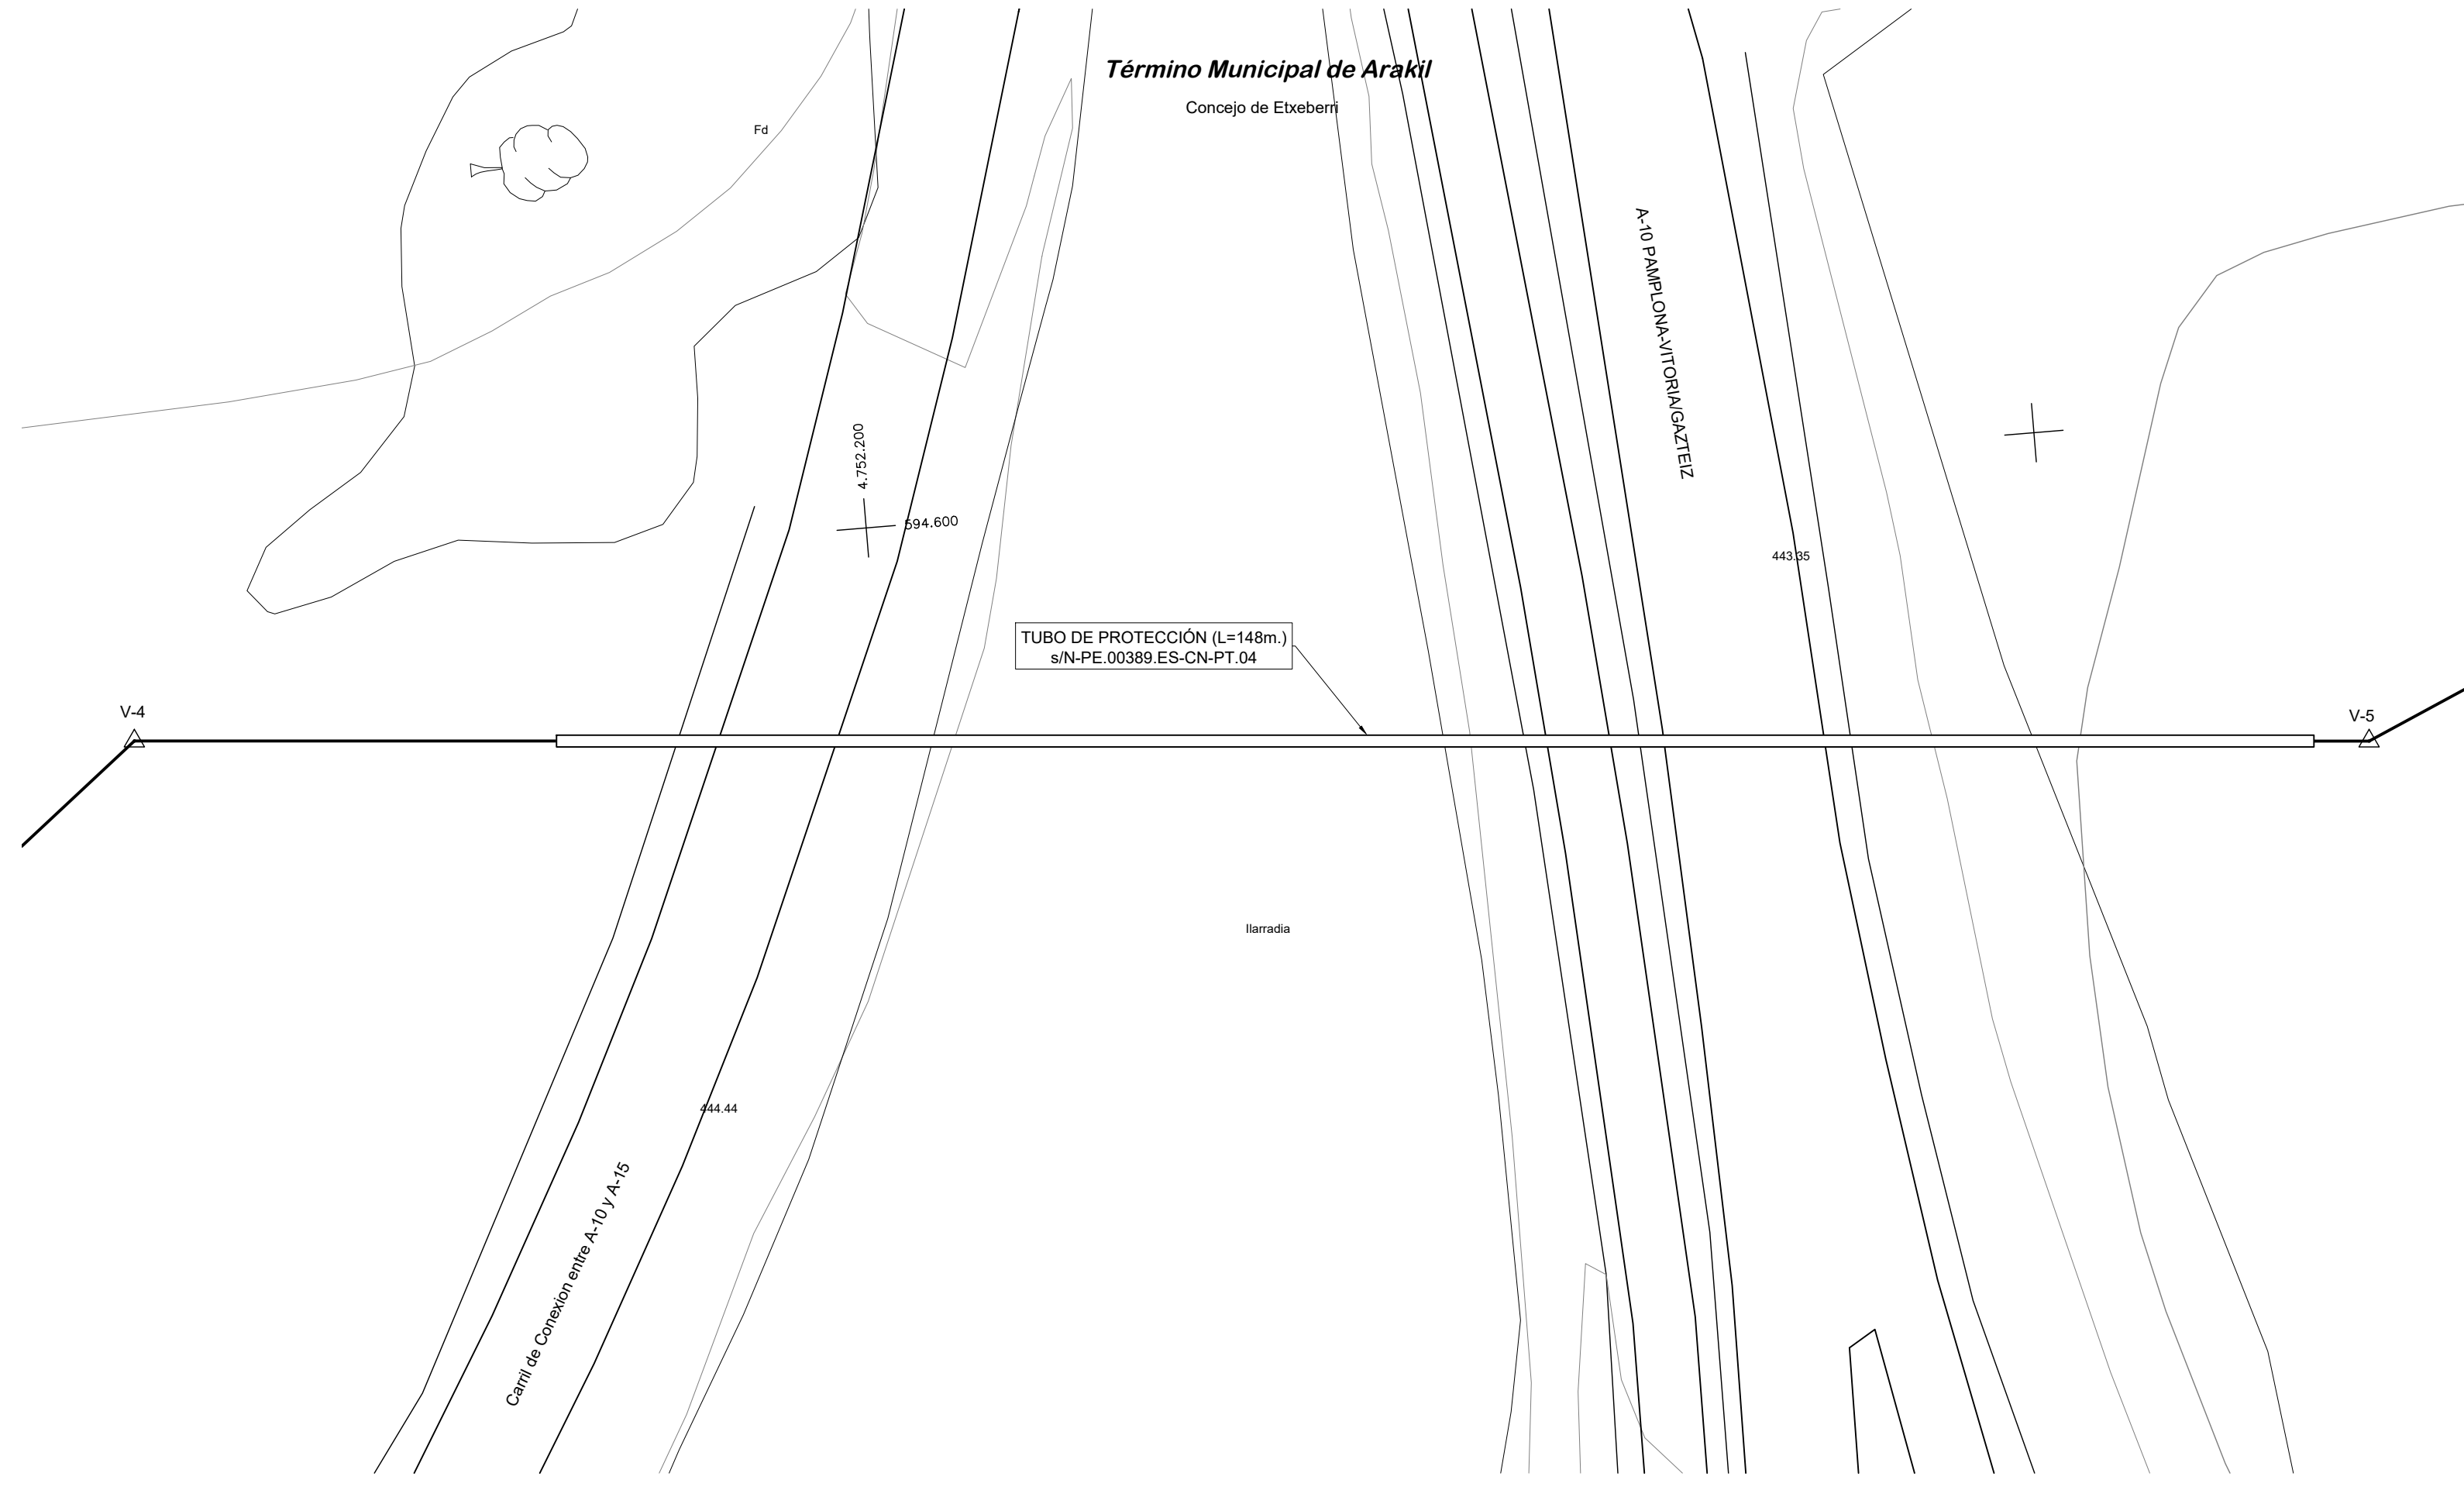 Término Municipal de Arakil
Concejo de Etxeberri
Fd
A-10 PAMPLONA-VITORIA/GAZTEIZ
4.752.200
594.600
443.35
TUBO DE PROTECCIÓN (L=148m.)
s/N-PE.00389.ES-CN-PT.04
V-4
V-5
Ilarradia
444.44
Carril de Conexion entre A-10 y A-15